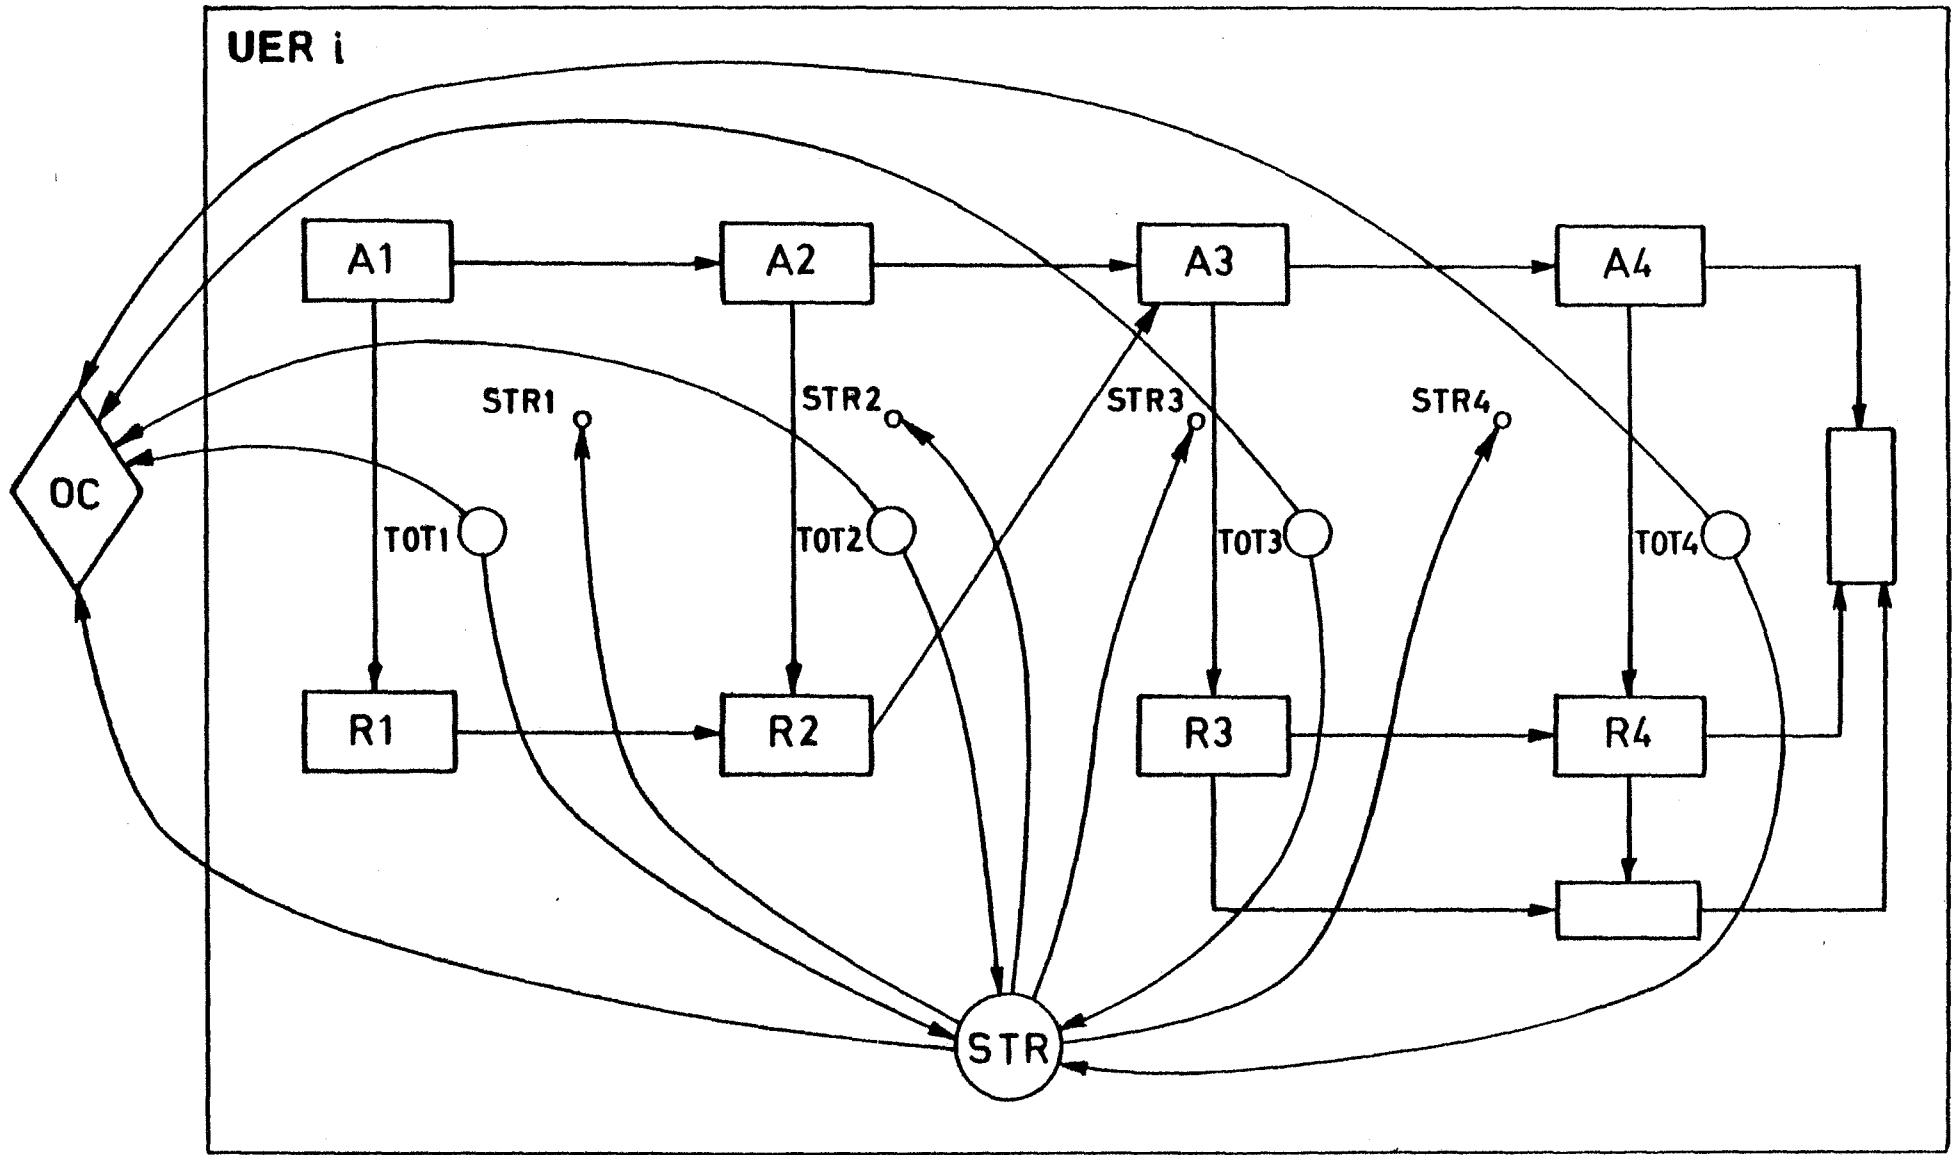 UER i
A1
A2
A3
A4
STR1
STR2
STR3
STR4
OC
TOT1
TOT2
TOT3
TOT4
R1
R2
R3
R4
STR